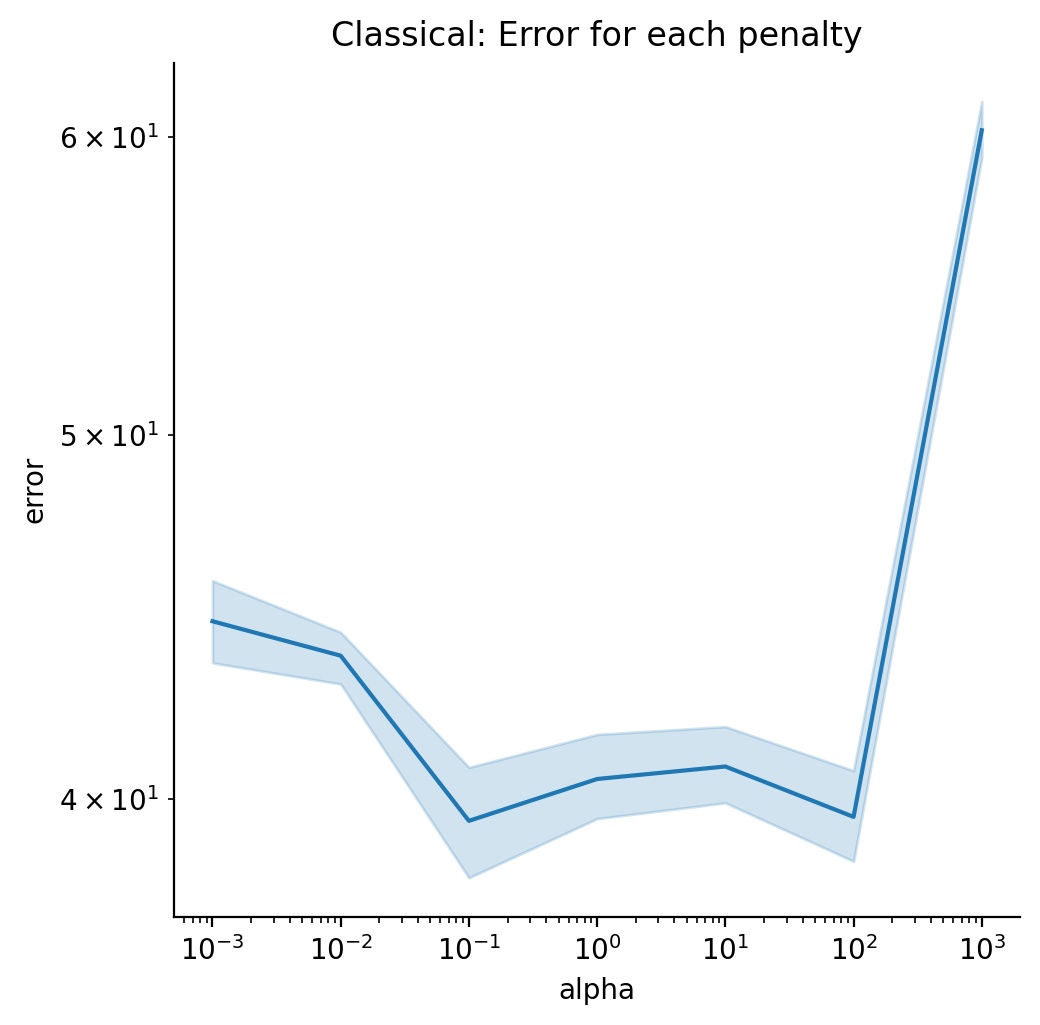 Classical: Error for each penalty
6 × 10¹
5 × 10¹
4 × 10¹
error
10⁻³ 10⁻² 10⁻¹ 10⁰ 10¹ 10² 10³
alpha